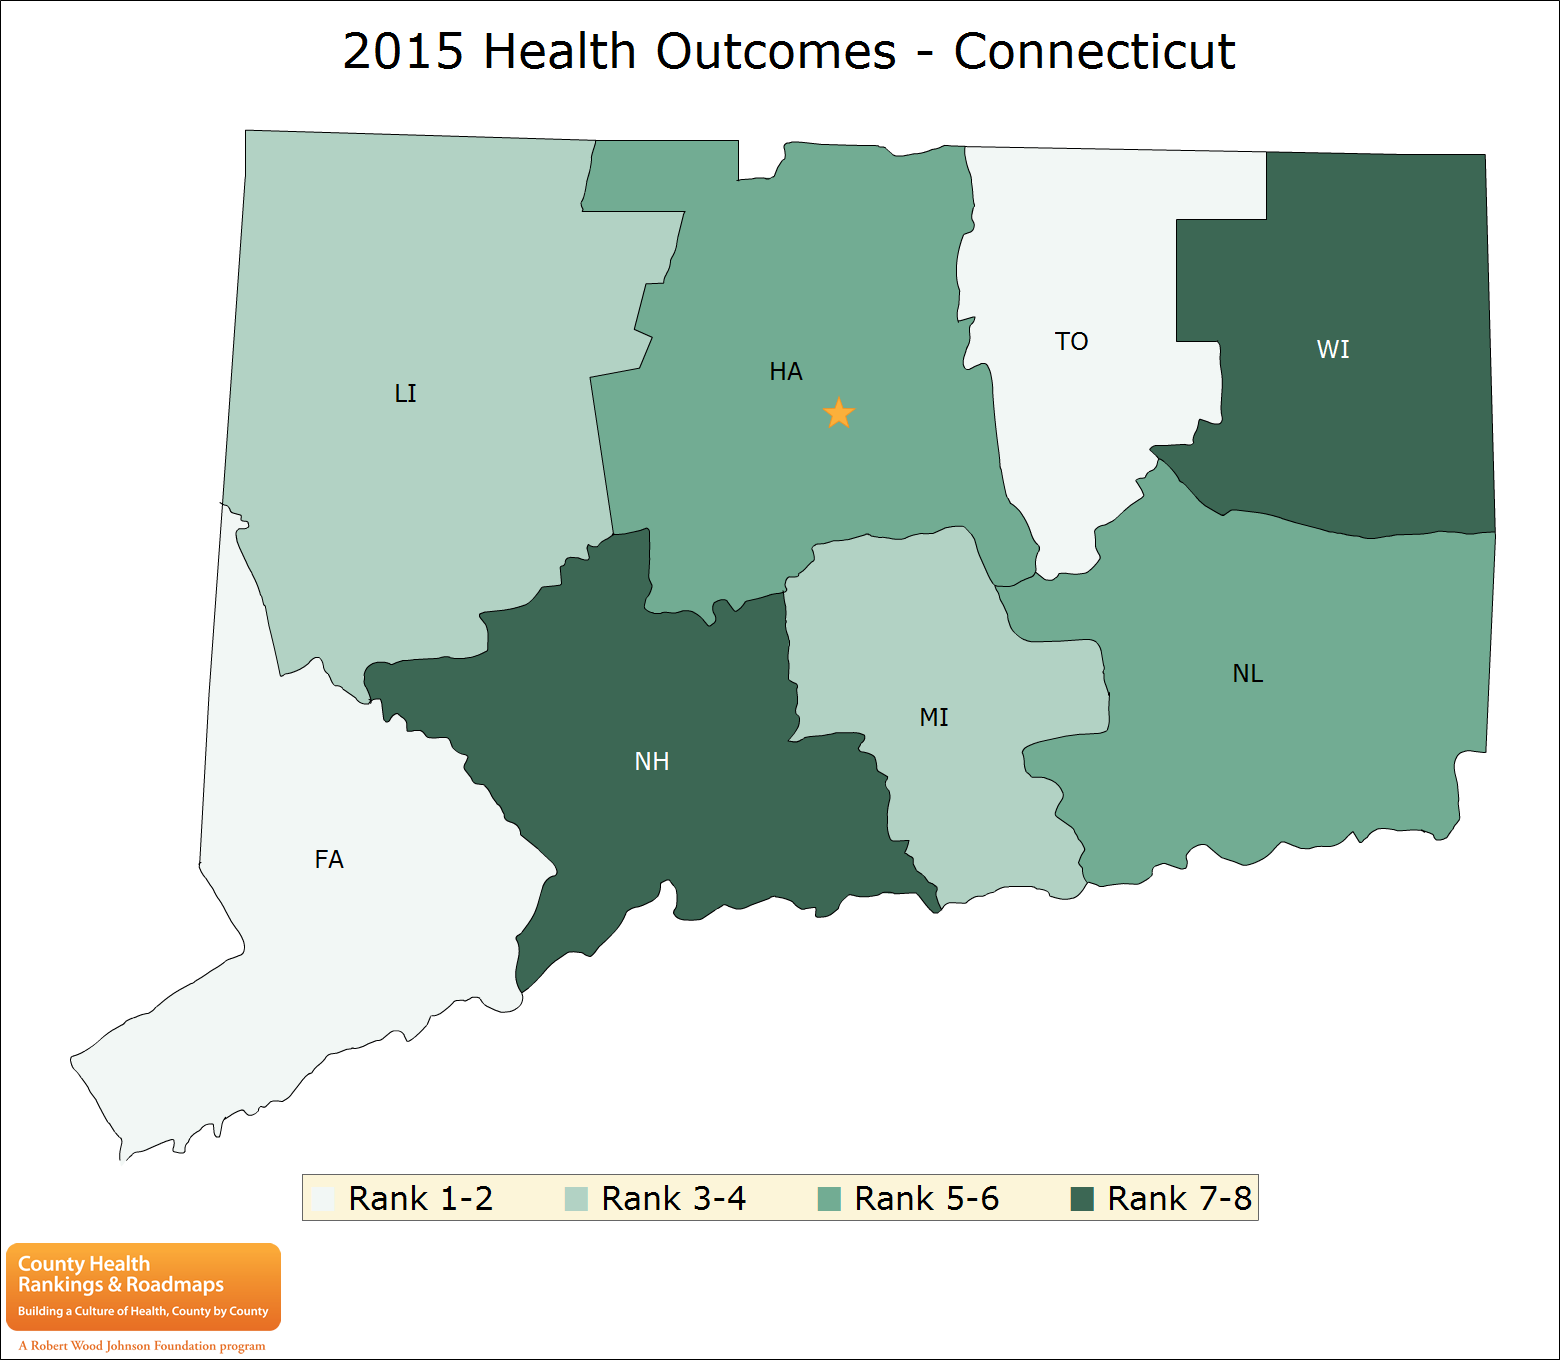 2015 Health Outcomes - Connecticut
TO
WI
HA
LI
NL
MI
NH
FA
Rank 1-2 Rank 3-4 Rank 5-6 Rank 7-8
County Health
Rankings & Roadmaps
Building a Culture of Health, County by County
A Robert Wood Johnson Foundation program